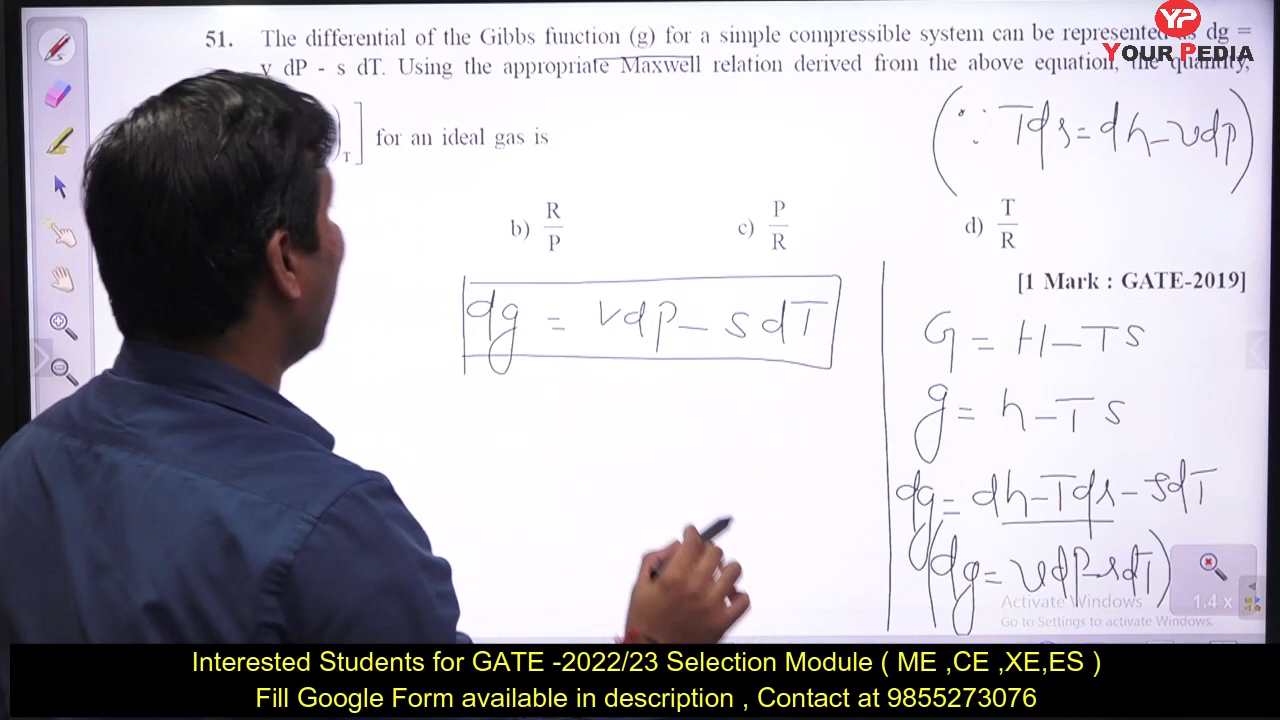 YP
YOUR PEDIA
51. The differential of the Gibbs function (g) for a simple compressible system can be represented as dg =
v dP - s dT. Using the appropriate Maxwell relation derived from the above equation, the quantity,
)T ] for an ideal gas is
(∵ Tds = dh - vdp)
b) R/P c) P/R d) T/R
[1 Mark : GATE-2019]
dg = vdP - SdT
G = H - TS
g = h - TS
dg = dh - Tds - SdT
(dg = vdP - sdT)
Activate Windows
Go to Settings to activate Windows.
1.4 x
Interested Students for GATE -2022/23 Selection Module ( ME ,CE ,XE,ES )
Fill Google Form available in description , Contact at 9855273076